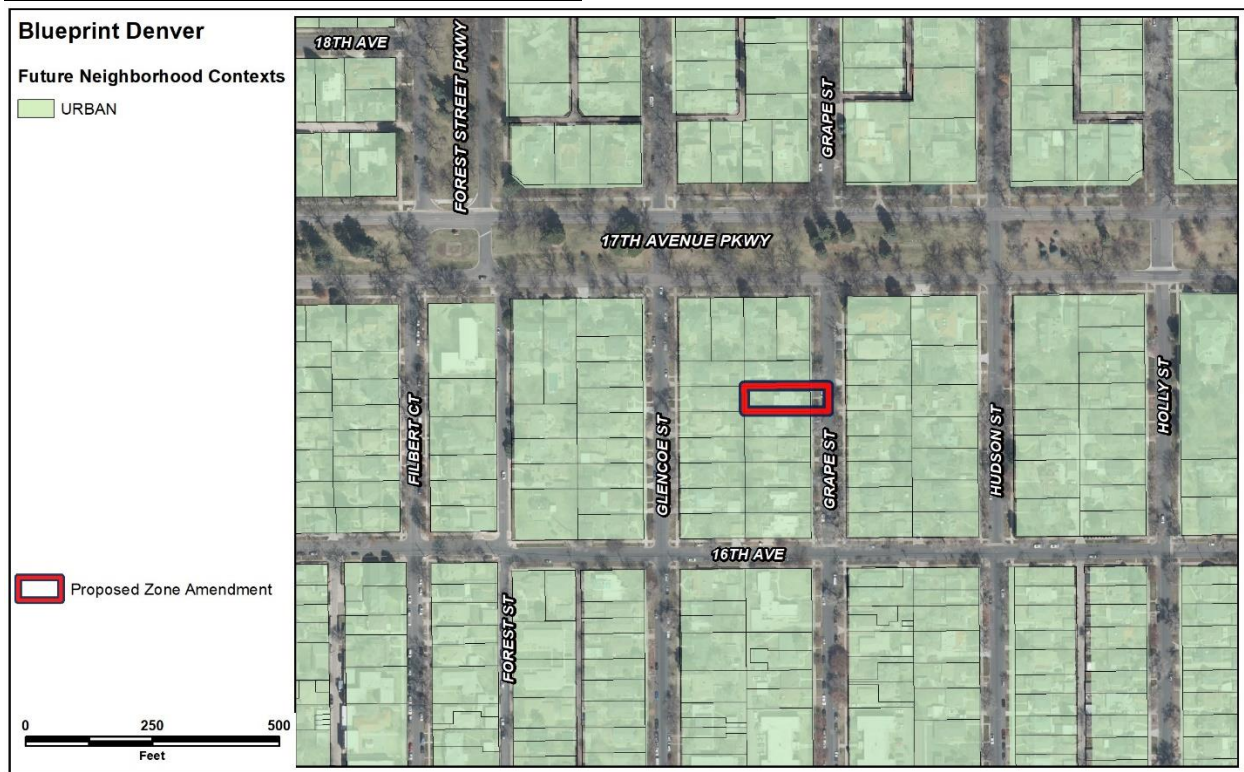 Blueprint Denver
Future Neighborhood Contexts
URBAN
Proposed Zone Amendment
0 250 500
Feet
18TH AVE
FOREST STREET PKWY
GRAPE ST
17TH AVENUE PKWY
FILBERT CT
GLENCOE ST
GRAPE ST
HUDSON ST
HOLLY ST
16TH AVE
FOREST ST